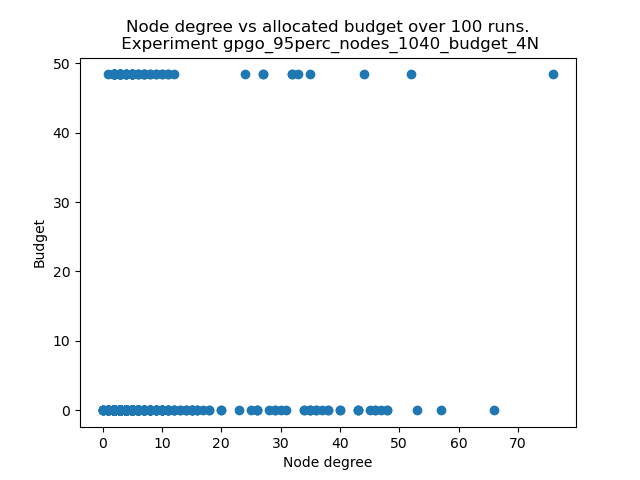 Node degree vs allocated budget over 100 runs.
Experiment gpgo_95perc_nodes_1040_budget_4N
50
40
30
20
10
0
Budget
0 10 20 30 40 50 60 70
Node degree